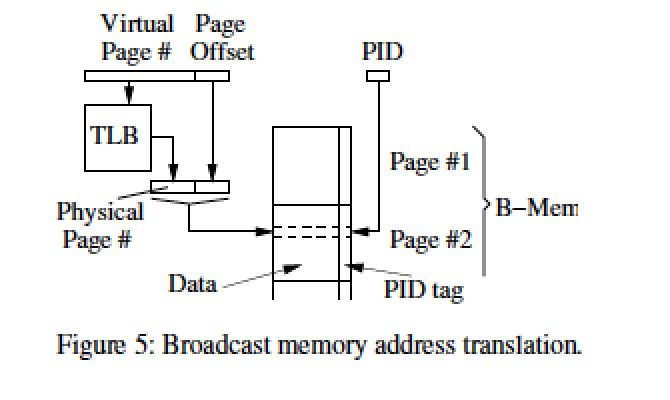 Virtual Page
Page # Offset
PID
TLB
Page #1
Physical
Page #
B–Mem
Page #2
Data
PID tag
Figure 5: Broadcast memory address translation.